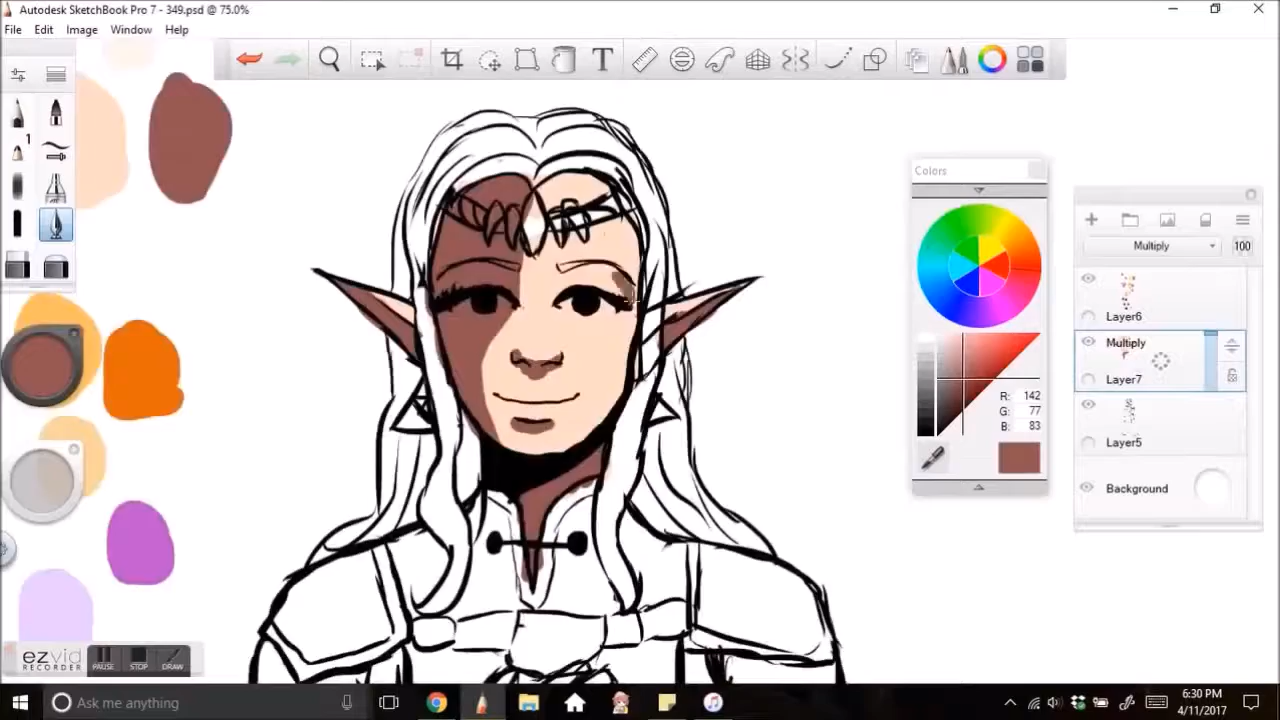 Autodesk SketchBook Pro 7 - 349.psd @ 75.0%
File Edit Image Window Help
T
1
Colors
Multiply 100
Layer6
Multiply
Layer7
R: 142
G: 77
B: 83
Layer5
Background
ezvid
RECORDER
PAUSE STOP DRAW
Ask me anything
6:30 PM
4/11/2017